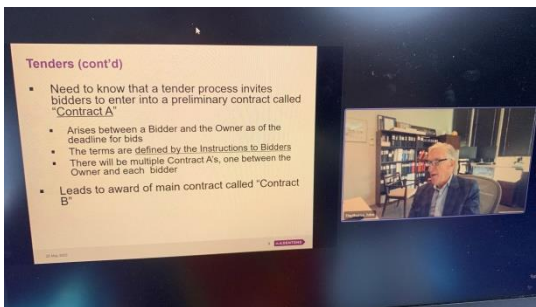 Tenders (cont'd)
▪ Need to know that a tender process invites
bidders to enter into a preliminary contract called
"Contract A"
▪ Arises between a Bidder and the Owner as of the
deadline for bids
▪ The terms are defined by the Instructions to Bidders
▪ There will be multiple Contract A's, one between the
Owner and each bidder
▪ Leads to award of main contract called "Contract
B"